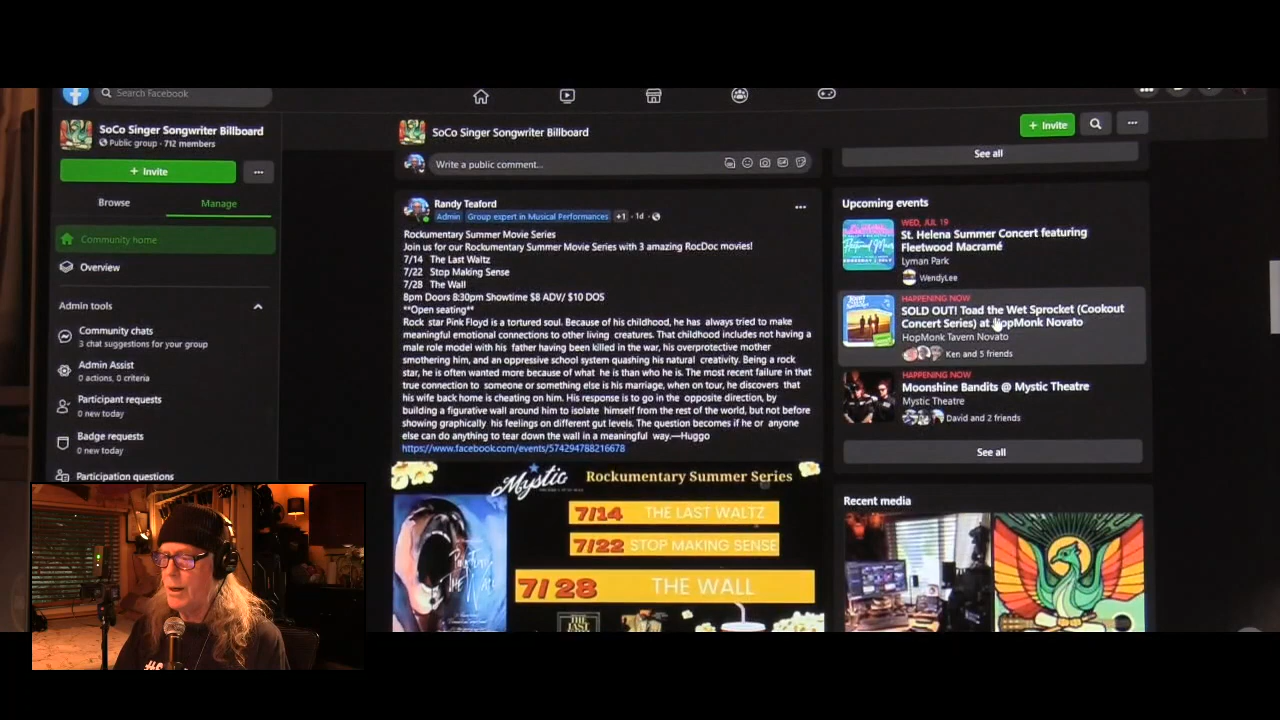 Search Facebook
SoCo Singer Songwriter Billboard
Public group · 712 members
+ Invite
Browse
Manage
Community home
Overview
Admin tools
Community chats
3 chat suggestions for your group
Admin Assist
0 actions, 0 criteria
Participant requests
0 new today
Badge requests
0 new today
Participation questions
SoCo Singer Songwriter Billboard
+ Invite
Write a public comment...
Randy Teaford
Admin Group expert in Musical Performances +1 · 1d ·
Rockumentary Summer Movie Series
Join us for our Rockumentary Summer Movie Series with 3 amazing RocDoc movies!
7/14 The Last Waltz
7/22 Stop Making Sense
7/28 The Wall
8pm Doors 8:30pm Showtime $8 ADV/ $10 DOS
**Open seating**
Rock star Pink Floyd is a tortured soul. Because of his childhood, he has always tried to make
meaningful emotional connections to other living creatures. That childhood includes not having a
male role model with his father having been killed in the war, his overprotective mother
smothering him, and an oppressive school system quashing his natural creativity. Being a rock
star, he is often wanted more because of what he is than who he is. The most recent failure in that
true connection to someone or something else is his marriage, when on tour, he discovers that
his wife back home is cheating on him. His response is to go in the opposite direction, by
building a figurative wall around him to isolate himself from the rest of the world, but not before
showing graphically his feelings on different gut levels. The question becomes if he or anyone
else can do anything to tear down the wall in a meaningful way.—Huggo
https://www.facebook.com/events/574294788216678
Mystic
Rockumentary Summer Series
7/14 THE LAST WALTZ
7/22 STOP MAKING SENSE
7/28 THE WALL
See all
Upcoming events
WED, JUL 19
St. Helena Summer Concert featuring
Fleetwood Macramé
Lyman Park
WendyLee
HAPPENING NOW
SOLD OUT! Toad the Wet Sprocket (Cookout
Concert Series) at HopMonk Novato
HopMonk Tavern Novato
Ken and 5 friends
HAPPENING NOW
Moonshine Bandits @ Mystic Theatre
Mystic Theatre
David and 2 friends
See all
Recent media